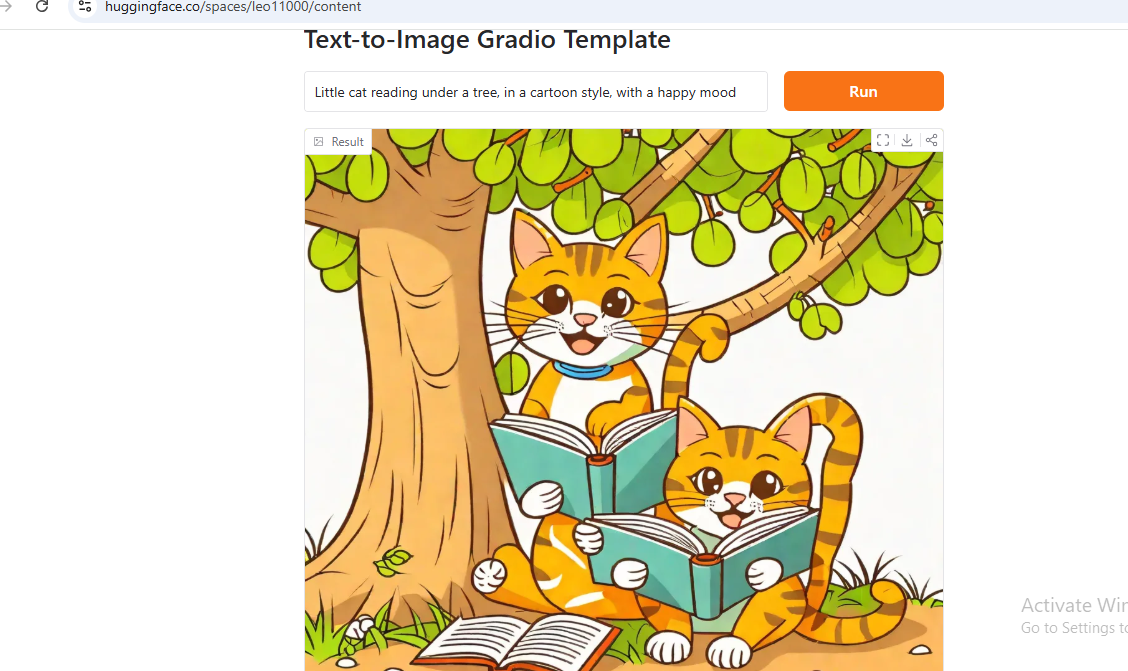 huggingface.co/spaces/leo11000/content
Text-to-Image Gradio Template
Little cat reading under a tree, in a cartoon style, with a happy mood
Run
Result
Activate Win
Go to Settings to